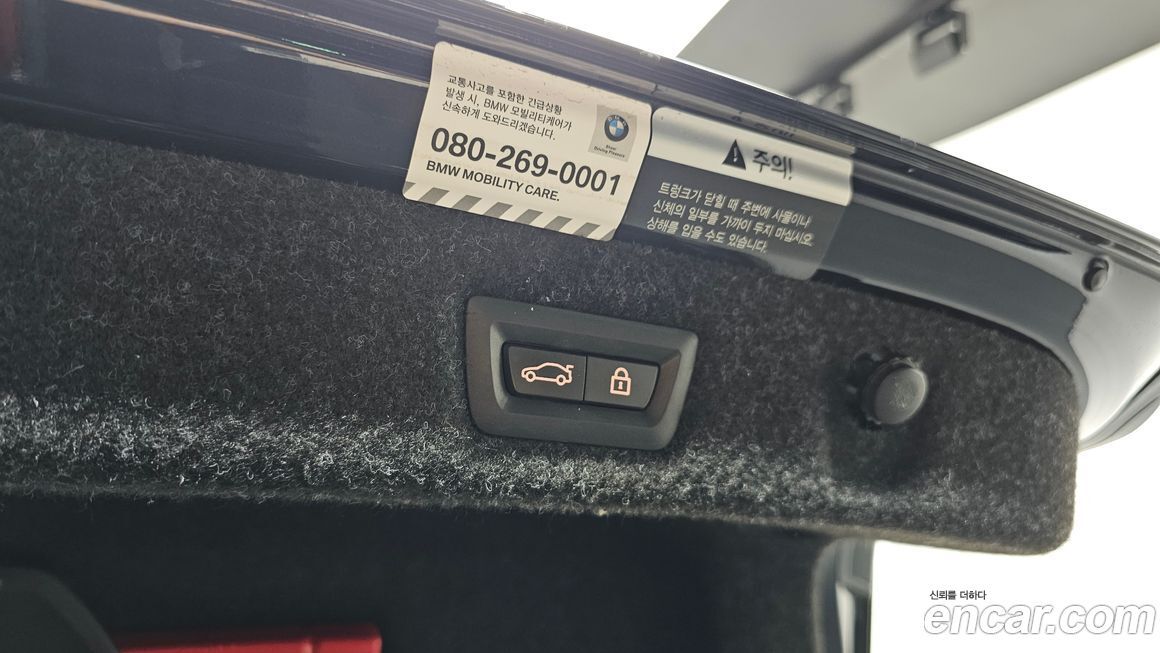 교통사고를 포함한 긴급상황
발생 시, BMW 모빌리티케어가
신속하게 도와드리겠습니다.
080-269-0001
BMW MOBILITY CARE.
Sheer
Driving Pleasure
주의!
트렁크가 닫힐 때 주변에 사물이나
신체의 일부를 가까이 두지 마십시오.
상해를 입을 수도 있습니다.
신뢰를 더하다
encar.com